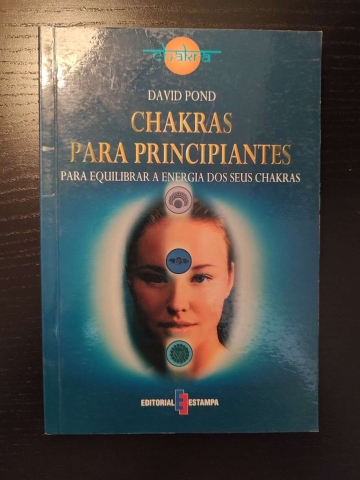 chakra
DAVID POND
CHAKRAS
PARA PRINCIPIANTES
PARA EQUILIBRAR A ENERGIA DOS SEUS CHAKRAS
EDITORIAL ESTAMPA